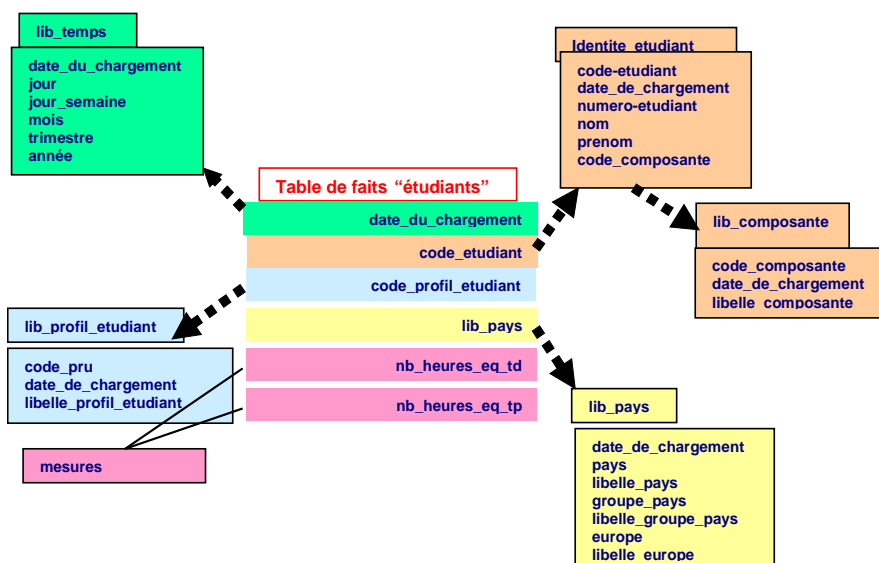 lib_temps
date_du_chargement
jour
jour_semaine
mois
trimestre
année
Identite_etudiant
code-etudiant
date_de_chargement
numero-etudiant
nom
prenom
code_composante
Table de faits “étudiants”
date_du_chargement
code_etudiant
code_profil_etudiant
lib_pays
nb_heures_eq_td
nb_heures_eq_tp
lib_composante
code_composante
date_de_chargement
libelle_composante
lib_profil_etudiant
code_pru
date_de_chargement
libelle_profil_etudiant
mesures
lib_pays
date_de_chargement
pays
libelle_pays
groupe_pays
libelle_groupe_pays
europe
libelle_europe